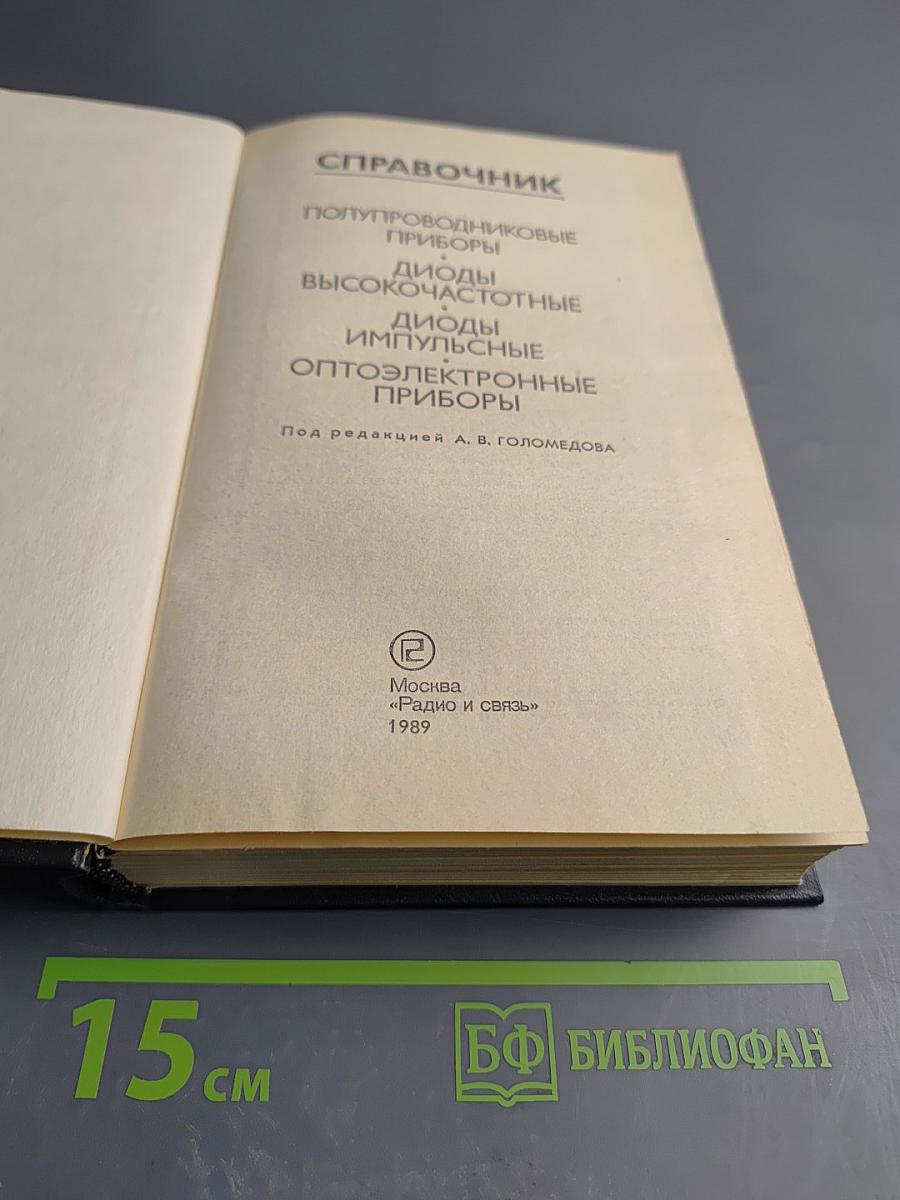 СПРАВОЧНИК
ПОЛУПРОВОДНИКОВЫЕ
ПРИБОРЫ
•
ДИОДЫ
ВЫСОКОЧАСТОТНЫЕ
•
ДИОДЫ
ИМПУЛЬСНЫЕ
•
ОПТОЭЛЕКТРОННЫЕ
ПРИБОРЫ
Под редакцией А. В. ГОЛОМЕДОВА
Москва
«Радио и связь»
1989
15 см
БФ БИБЛИОФАН